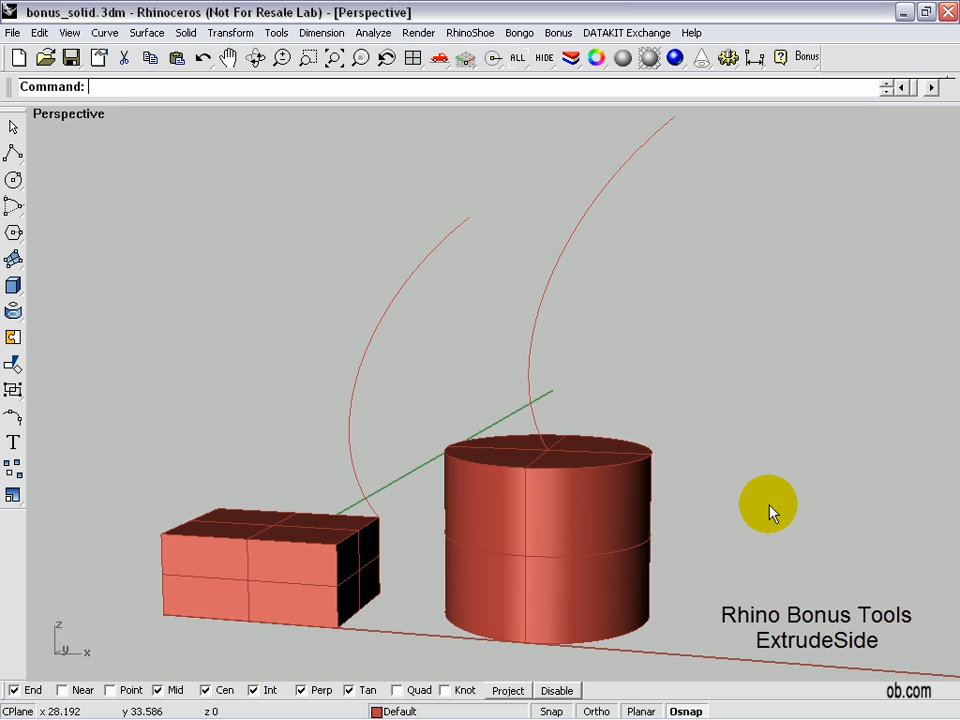 bonus_solid.3dm - Rhinoceros (Not For Resale Lab) - [Perspective]
File Edit View Curve Surface Solid Transform Tools Dimension Analyze Render RhinoShoe Bongo Bonus DATAKIT Exchange Help
ALL HIDE Bonus
Command:
Perspective
T
Rhino Bonus Tools
ExtrudeSide
z
y x
End Near Point Mid Cen Int Perp Tan Quad Knot Project Disable
ob.com
CPlane x 28.192 y 33.586 z 0 Default Snap Ortho Planar Osnap